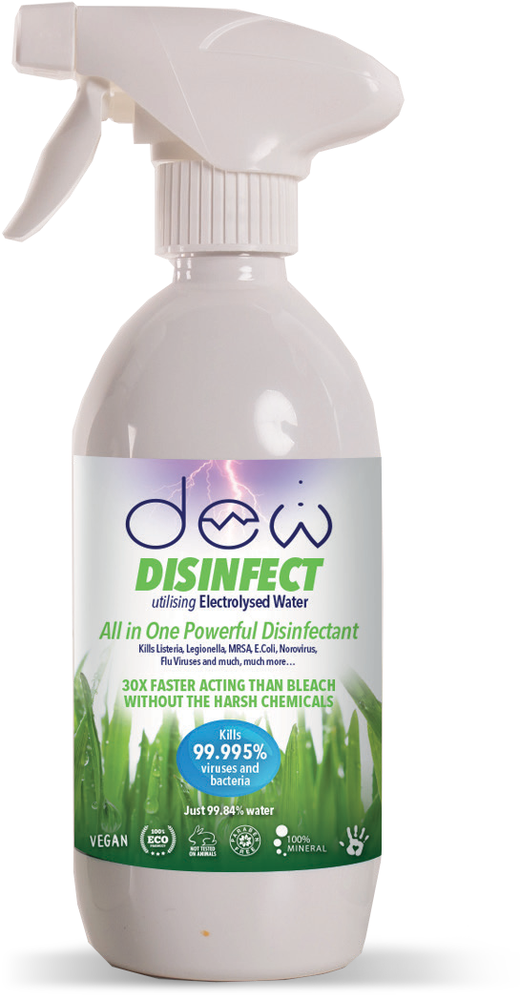 dew
DISINFECT
utilising Electrolysed Water
All in One Powerful Disinfectant
Kills Listeria, Legionella, MRSA, E.Coli, Norovirus,
Flu Viruses and much, much more...
30X FASTER ACTING THAN BLEACH
WITHOUT THE HARSH CHEMICALS
Kills
99.995%
viruses and
bacteria
Just 99.84% water
VEGAN
100%
ECO
PRODUCT
NOT TESTED
ON ANIMALS
PARABEN
FREE
100%
MINERAL